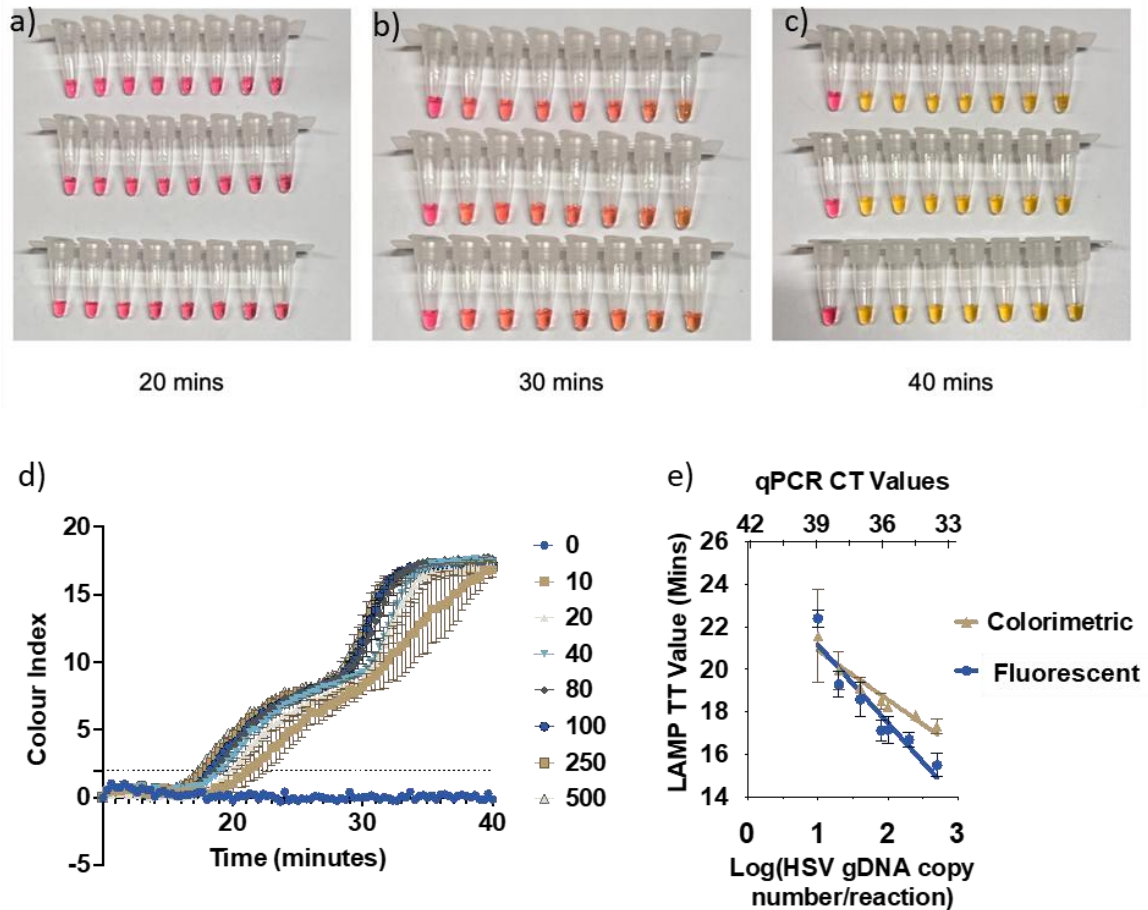 a)
b)
c)
20 mins
30 mins
40 mins
d)
20
15
10
5
0
-5
Colour Index
20
30
40
Time (minutes)
0
10
20
40
80
100
250
500
e)
qPCR CT Values
42
39
36
33
26
24
22
20
18
16
14
LAMP TT Value (Mins)
0
1
2
3
Log(HSV gDNA copy
number/reaction)
Colorimetric
Fluorescent